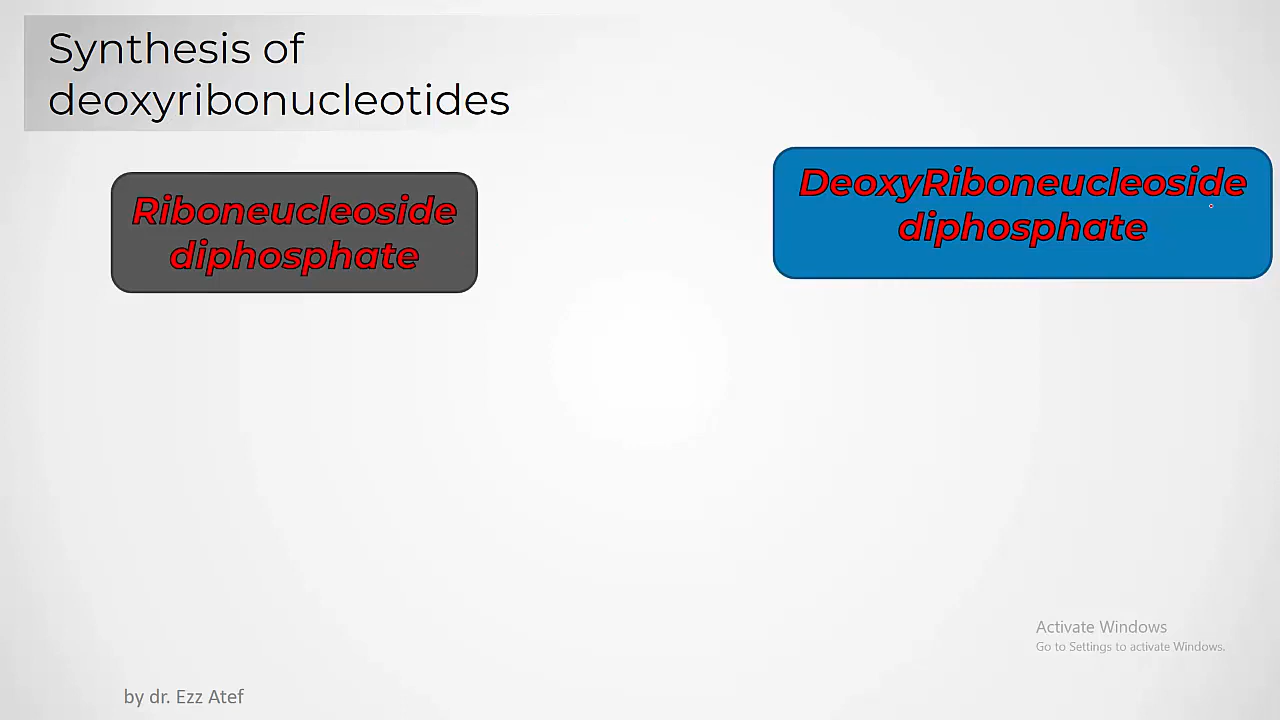 Synthesis of
deoxyribonucleotides
Riboneucleoside
diphosphate
DeoxyRiboneucleoside
diphosphate
Activate Windows
Go to Settings to activate Windows.
by dr. Ezz Atef